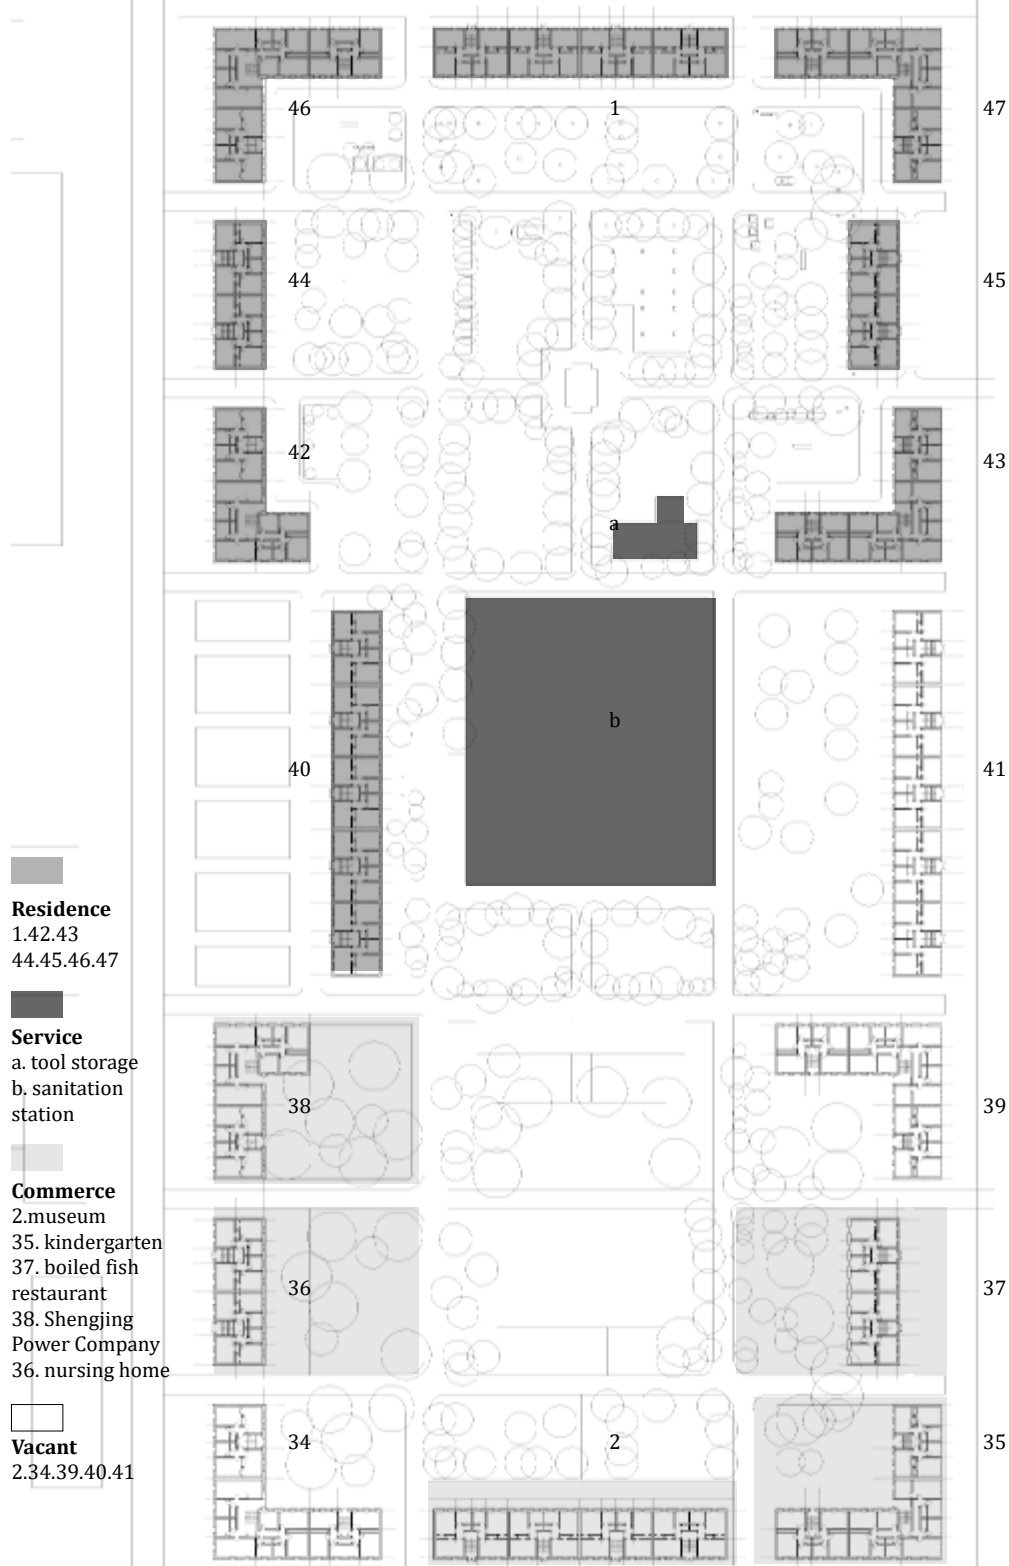 46
1
47
44
45
42
43
a
b
40
41
Residence
1.42.43
44.45.46.47
Service
a. tool storage
b. sanitation
station
38
39
Commerce
2.museum
35. kindergarten
37. boiled fish
restaurant
38. Shengjing
Power Company
36. nursing home
36
37
Vacant
2.34.39.40.41
34
2
35